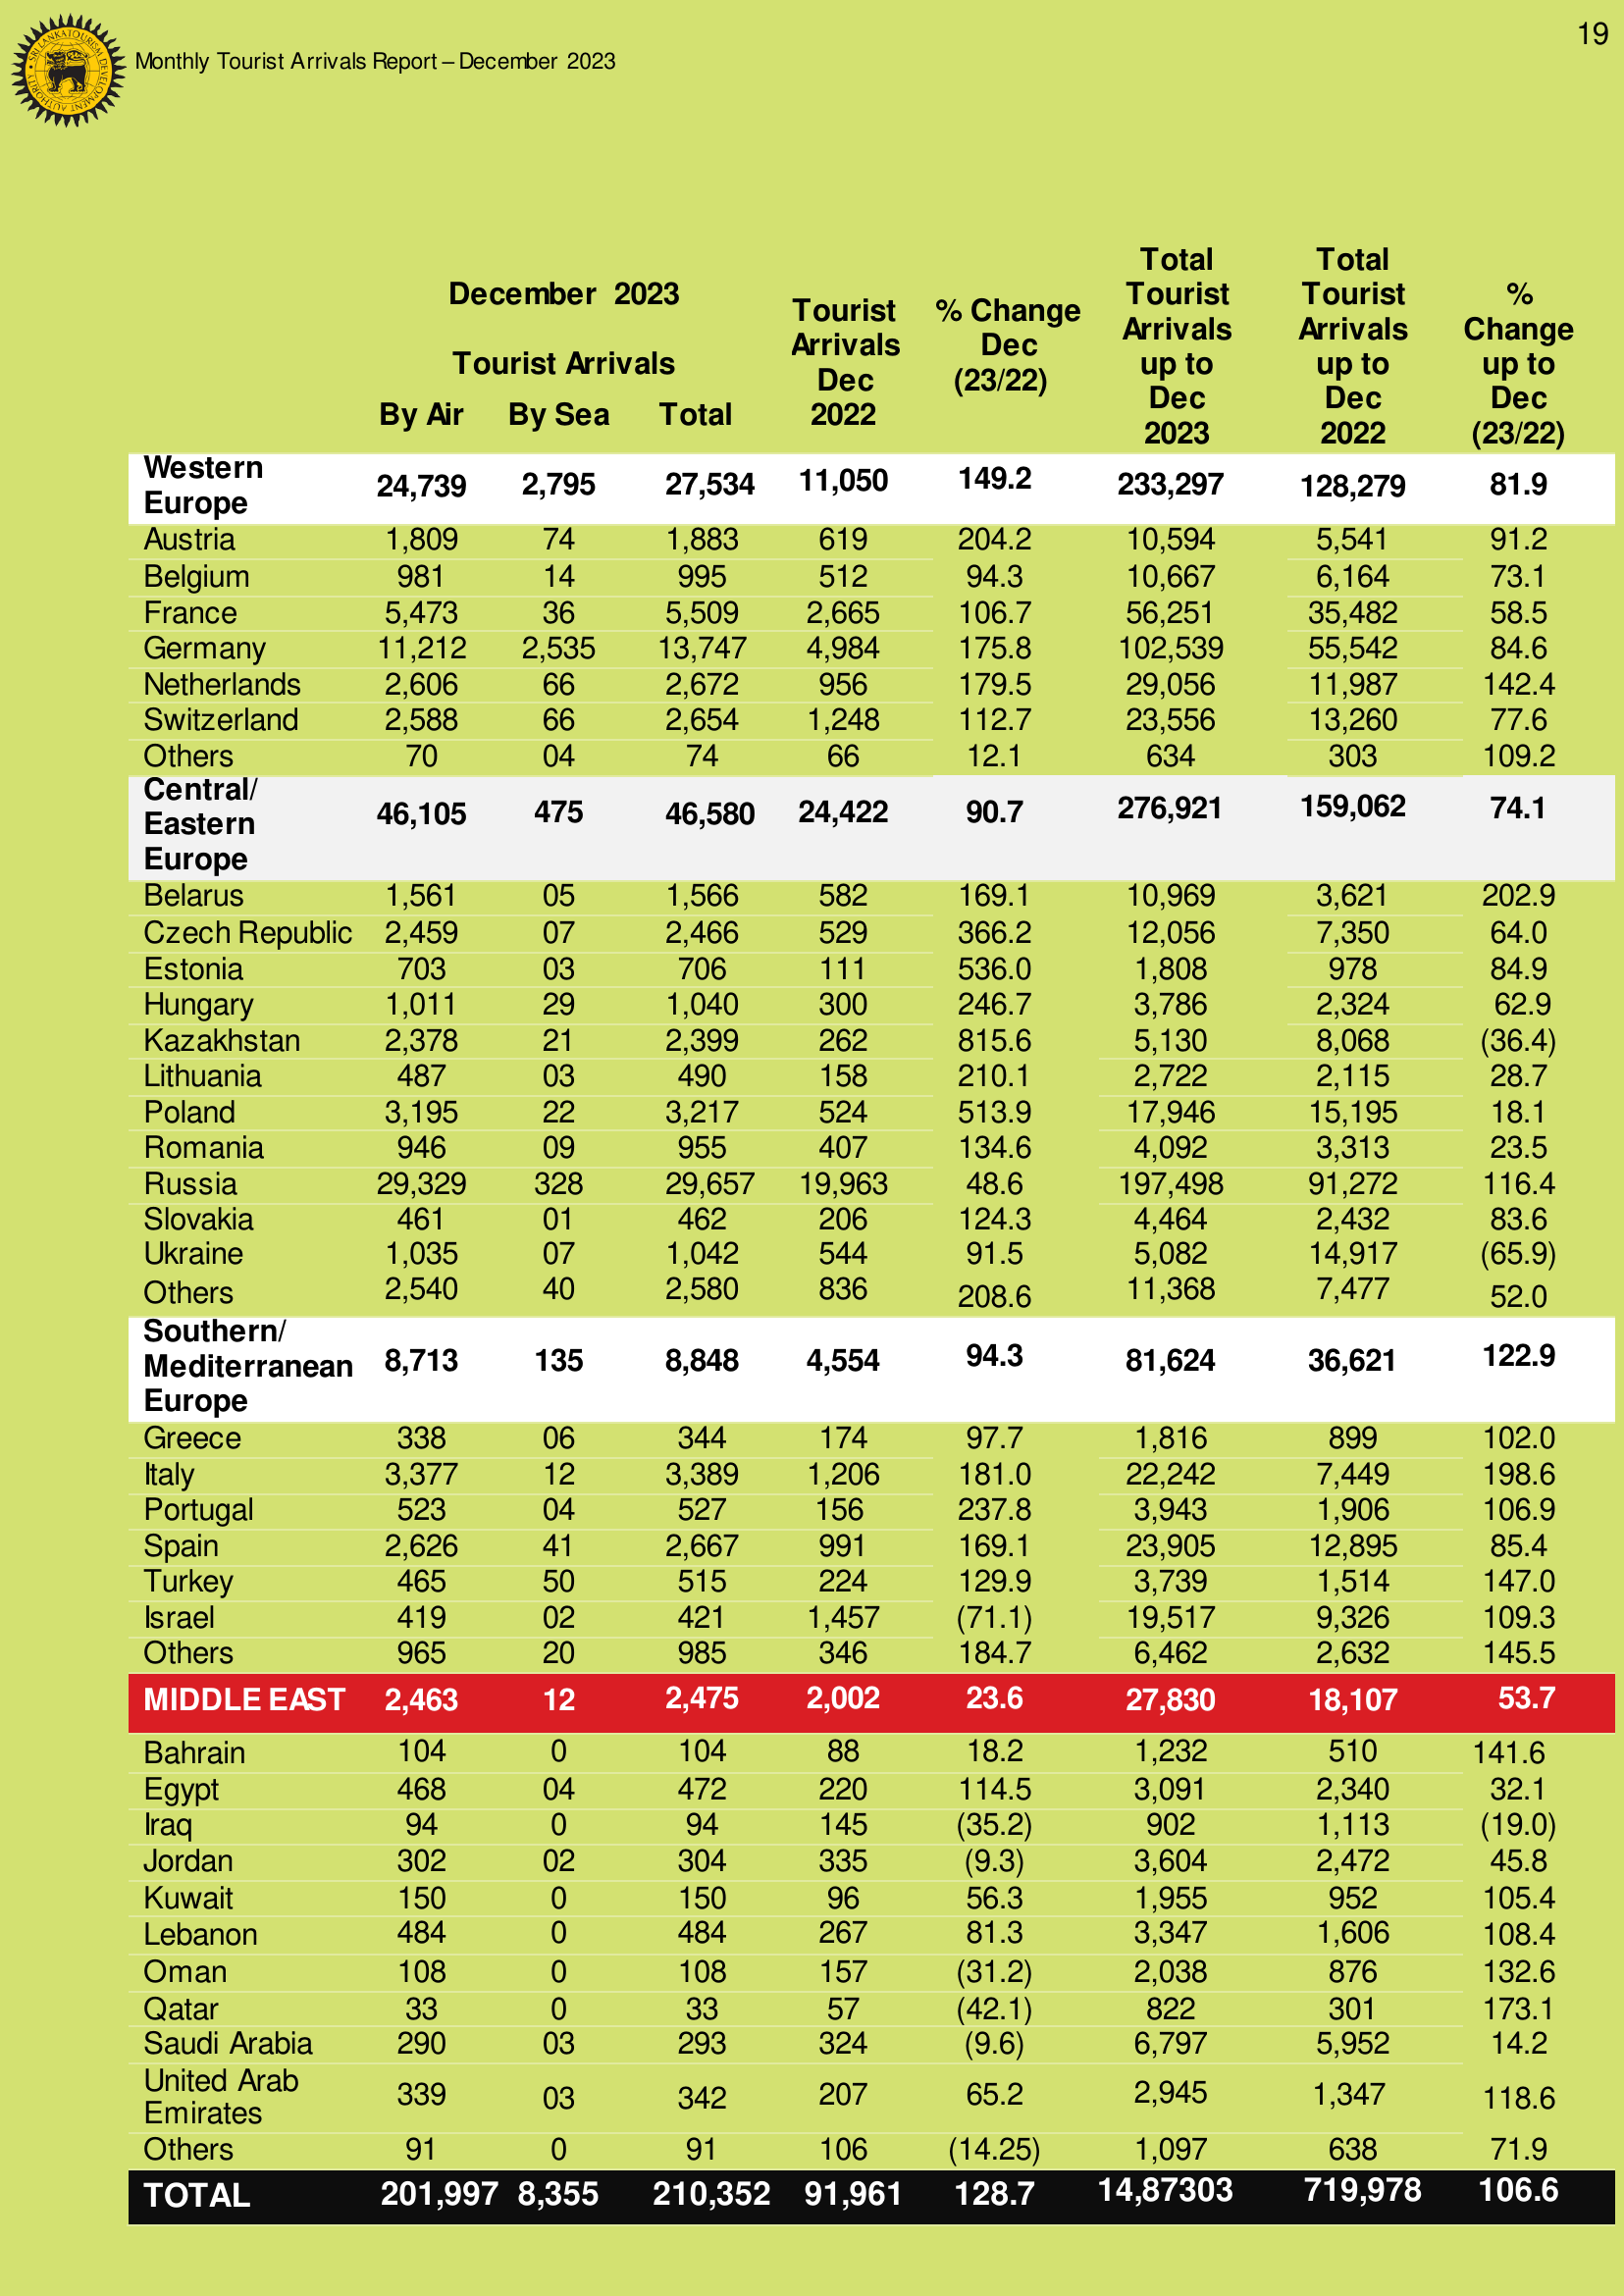 19
SRI LANKA TOURISM DEVELOPMENT AUTHORITY
Monthly Tourist Arrivals Report – December 2023
December 2023
Tourist Arrivals
By Air By Sea Total
Tourist Arrivals Dec 2022
% Change Dec (23/22)
Total Tourist Arrivals up to Dec 2023
Total Tourist Arrivals up to Dec 2022
% Change up to Dec (23/22)
Western Europe 24,739 2,795 27,534 11,050 149.2 233,297 128,279 81.9
Austria 1,809 74 1,883 619 204.2 10,594 5,541 91.2
Belgium 981 14 995 512 94.3 10,667 6,164 73.1
France 5,473 36 5,509 2,665 106.7 56,251 35,482 58.5
Germany 11,212 2,535 13,747 4,984 175.8 102,539 55,542 84.6
Netherlands 2,606 66 2,672 956 179.5 29,056 11,987 142.4
Switzerland 2,588 66 2,654 1,248 112.7 23,556 13,260 77.6
Others 70 04 74 66 12.1 634 303 109.2
Central/ Eastern Europe 46,105 475 46,580 24,422 90.7 276,921 159,062 74.1
Belarus 1,561 05 1,566 582 169.1 10,969 3,621 202.9
Czech Republic 2,459 07 2,466 529 366.2 12,056 7,350 64.0
Estonia 703 03 706 111 536.0 1,808 978 84.9
Hungary 1,011 29 1,040 300 246.7 3,786 2,324 62.9
Kazakhstan 2,378 21 2,399 262 815.6 5,130 8,068 (36.4)
Lithuania 487 03 490 158 210.1 2,722 2,115 28.7
Poland 3,195 22 3,217 524 513.9 17,946 15,195 18.1
Romania 946 09 955 407 134.6 4,092 3,313 23.5
Russia 29,329 328 29,657 19,963 48.6 197,498 91,272 116.4
Slovakia 461 01 462 206 124.3 4,464 2,432 83.6
Ukraine 1,035 07 1,042 544 91.5 5,082 14,917 (65.9)
Others 2,540 40 2,580 836 208.6 11,368 7,477 52.0
Southern/ Mediterranean Europe 8,713 135 8,848 4,554 94.3 81,624 36,621 122.9
Greece 338 06 344 174 97.7 1,816 899 102.0
Italy 3,377 12 3,389 1,206 181.0 22,242 7,449 198.6
Portugal 523 04 527 156 237.8 3,943 1,906 106.9
Spain 2,626 41 2,667 991 169.1 23,905 12,895 85.4
Turkey 465 50 515 224 129.9 3,739 1,514 147.0
Israel 419 02 421 1,457 (71.1) 19,517 9,326 109.3
Others 965 20 985 346 184.7 6,462 2,632 145.5
MIDDLE EAST 2,463 12 2,475 2,002 23.6 27,830 18,107 53.7
Bahrain 104 0 104 88 18.2 1,232 510 141.6
Egypt 468 04 472 220 114.5 3,091 2,340 32.1
Iraq 94 0 94 145 (35.2) 902 1,113 (19.0)
Jordan 302 02 304 335 (9.3) 3,604 2,472 45.8
Kuwait 150 0 150 96 56.3 1,955 952 105.4
Lebanon 484 0 484 267 81.3 3,347 1,606 108.4
Oman 108 0 108 157 (31.2) 2,038 876 132.6
Qatar 33 0 33 57 (42.1) 822 301 173.1
Saudi Arabia 290 03 293 324 (9.6) 6,797 5,952 14.2
United Arab Emirates 339 03 342 207 65.2 2,945 1,347 118.6
Others 91 0 91 106 (14.25) 1,097 638 71.9
TOTAL 201,997 8,355 210,352 91,961 128.7 14,87303 719,978 106.6